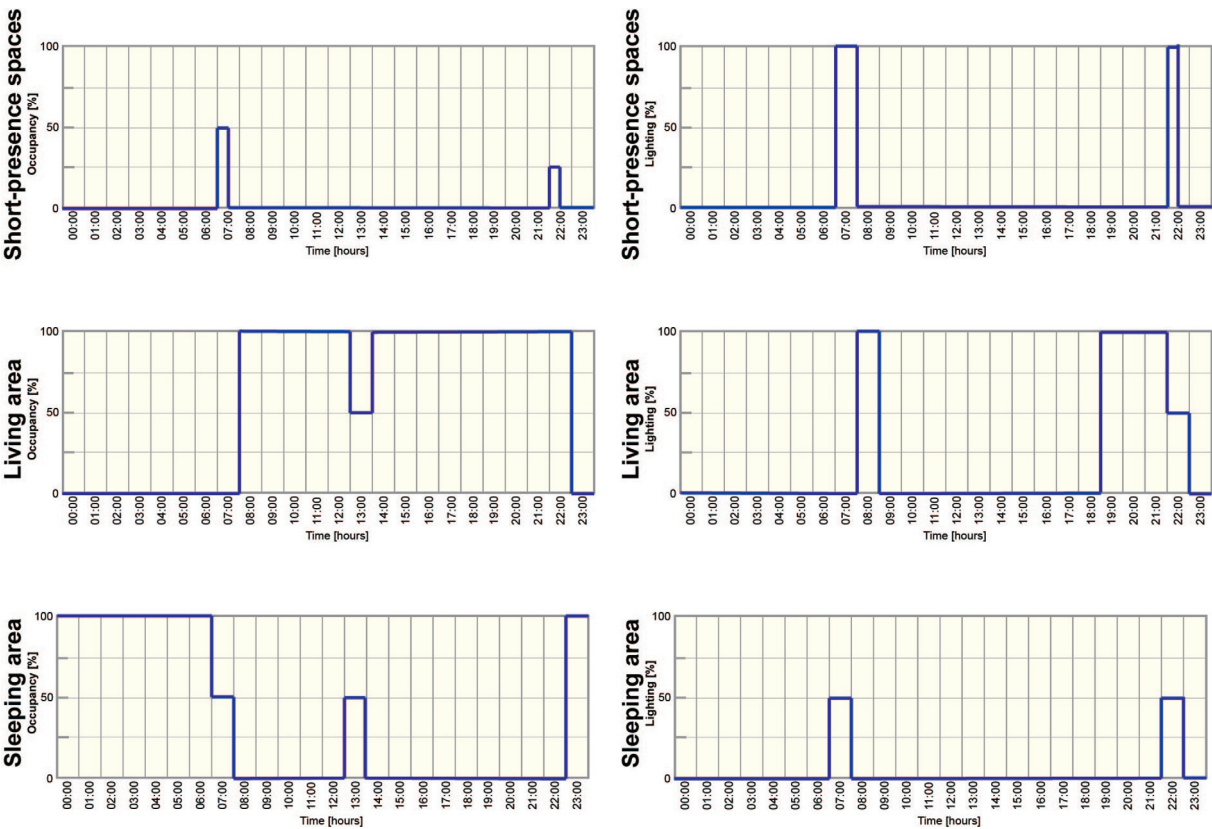 Short-presence spaces
Occupancy [%]
100
50
0
00:00 01:00 02:00 03:00 04:00 05:00 06:00 07:00 08:00 09:00 10:00 11:00 12:00 13:00 14:00 15:00 16:00 17:00 18:00 19:00 20:00 21:00 22:00 23:00
Time [hours]
Short-presence spaces
Lighting [%]
100
50
0
00:00 01:00 02:00 03:00 04:00 05:00 06:00 07:00 08:00 09:00 10:00 11:00 12:00 13:00 14:00 15:00 16:00 17:00 18:00 19:00 20:00 21:00 22:00 23:00
Time [hours]
Living area
Occupancy [%]
100
50
0
00:00 01:00 02:00 03:00 04:00 05:00 06:00 07:00 08:00 09:00 10:00 11:00 12:00 13:00 14:00 15:00 16:00 17:00 18:00 19:00 20:00 21:00 22:00 23:00
Time [hours]
Living area
Lighting [%]
100
50
0
00:00 01:00 02:00 03:00 04:00 05:00 06:00 07:00 08:00 09:00 10:00 11:00 12:00 13:00 14:00 15:00 16:00 17:00 18:00 19:00 20:00 21:00 22:00 23:00
Time [hours]
Sleeping area
Occupancy [%]
100
50
0
00:00 01:00 02:00 03:00 04:00 05:00 06:00 07:00 08:00 09:00 10:00 11:00 12:00 13:00 14:00 15:00 16:00 17:00 18:00 19:00 20:00 21:00 22:00 23:00
Time [hours]
Sleeping area
Lighting [%]
100
50
0
00:00 01:00 02:00 03:00 04:00 05:00 06:00 07:00 08:00 09:00 10:00 11:00 12:00 13:00 14:00 15:00 16:00 17:00 18:00 19:00 20:00 21:00 22:00 23:00
Time [hours]